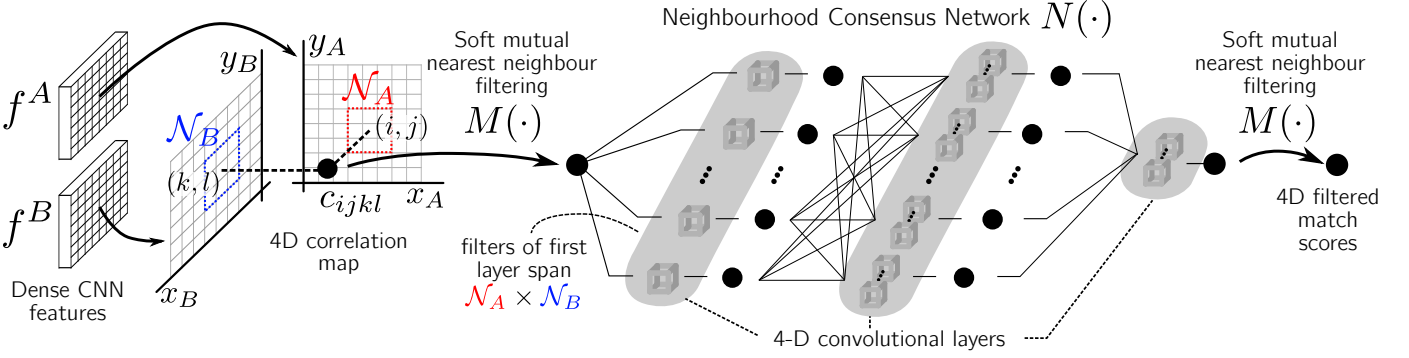 Neighbourhood Consensus Network N(·)
f^A
f^B
Dense CNN
features
y_B
𝒩_B
(k, l)
x_B
y_A
𝒩_A
(i, j)
c_{ijkl}
x_A
4D correlation
map
Soft mutual
nearest neighbour
filtering
M(·)
filters of first
layer span
𝒩_A × 𝒩_B
4-D convolutional layers
Soft mutual
nearest neighbour
filtering
M(·)
4D filtered
match
scores